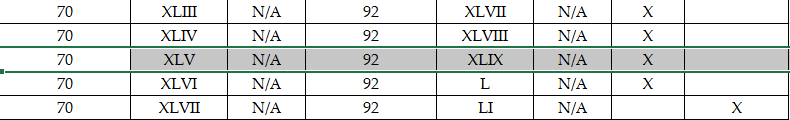 70 XLIII N/A 92 XLVII N/A X
70 XLIV N/A 92 XLVIII N/A X
70 XLV N/A 92 XLIX N/A X
70 XLVI N/A 92 L N/A X
70 XLVII N/A 92 LI N/A X